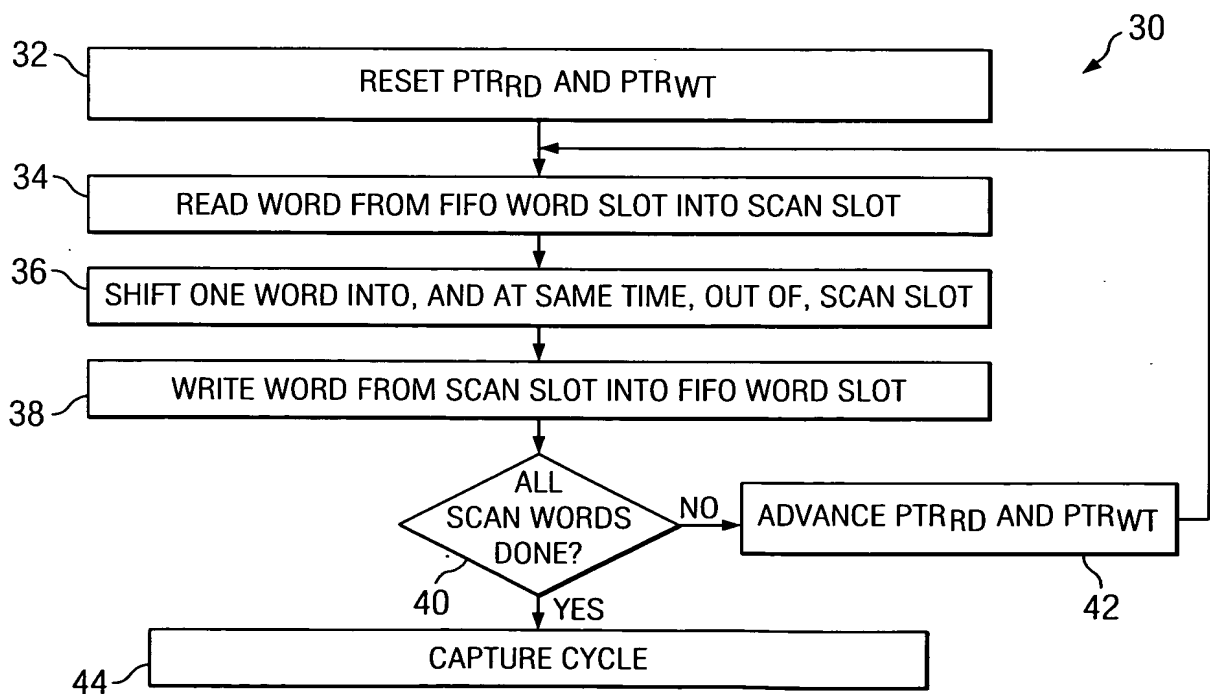 30
32
RESET PTRRD AND PTRWT
34
READ WORD FROM FIFO WORD SLOT INTO SCAN SLOT
36
SHIFT ONE WORD INTO, AND AT SAME TIME, OUT OF, SCAN SLOT
38
WRITE WORD FROM SCAN SLOT INTO FIFO WORD SLOT
ALL
SCAN WORDS
DONE?
40
NO
ADVANCE PTRRD AND PTRWT
42
YES
44
CAPTURE CYCLE